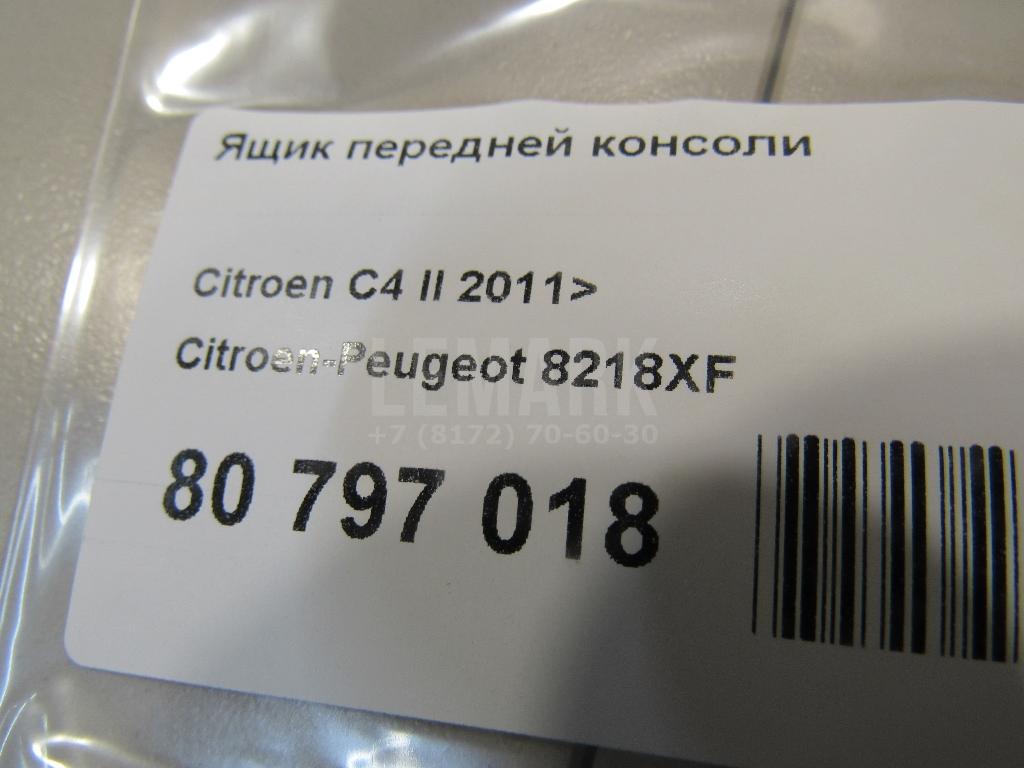 Ящик передней консоли
Citroen C4 II 2011>
Citroen-Peugeot 8218XF
LEMARK
+7 (8172) 70-60-30
80 797 018